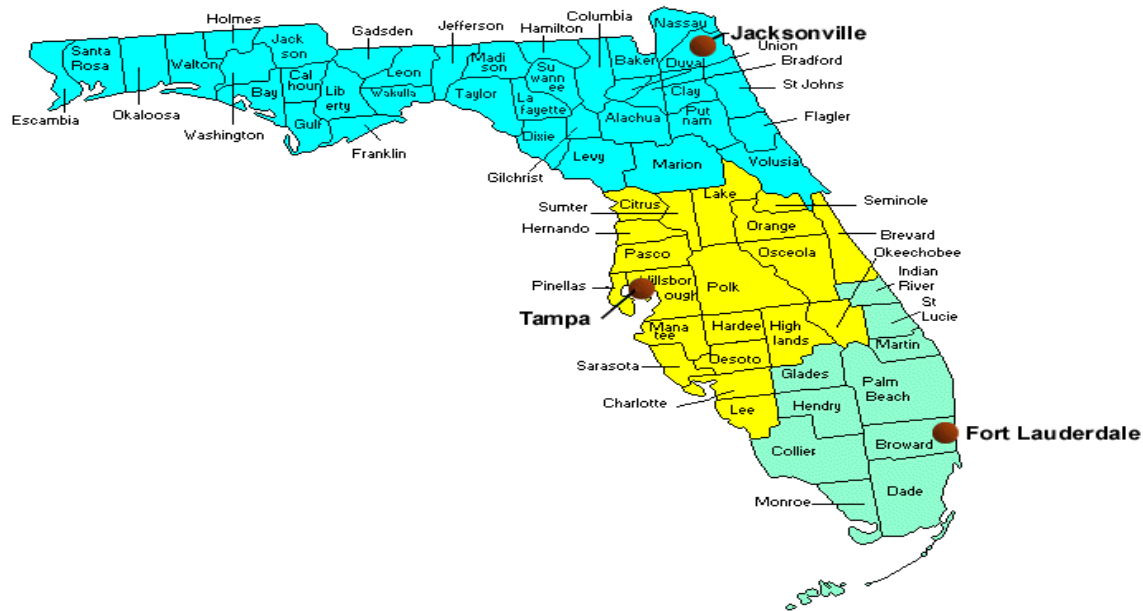 Holmes
Gadsden
Jefferson
Hamilton
Columbia
Nassau
Jacksonville
Santa
Rosa
Walton
Jack
son
Leon
Madi
son
Su
wann
ee
Baker
Duval
Union
Bradford
Cal
houn
Lib
erty
Wakulla
Taylor
La
fayette
Clay
St Johns
Escambia
Okaloosa
Bay
Washington
Gulf
Franklin
Dixie
Alachua
Put
nam
Flagler
Gilchrist
Levy
Marion
Volusia
Sumter
Citrus
Lake
Seminole
Hernando
Orange
Brevard
Pasco
Osceola
Okeechobee
Pinellas
Hillsbor
ough
Polk
Indian
River
St
Lucie
Tampa
Mana
tee
Hardee
High
lands
Martin
Sarasota
Desoto
Glades
Palm
Beach
Charlotte
Lee
Hendry
Fort Lauderdale
Collier
Broward
Monroe
Dade